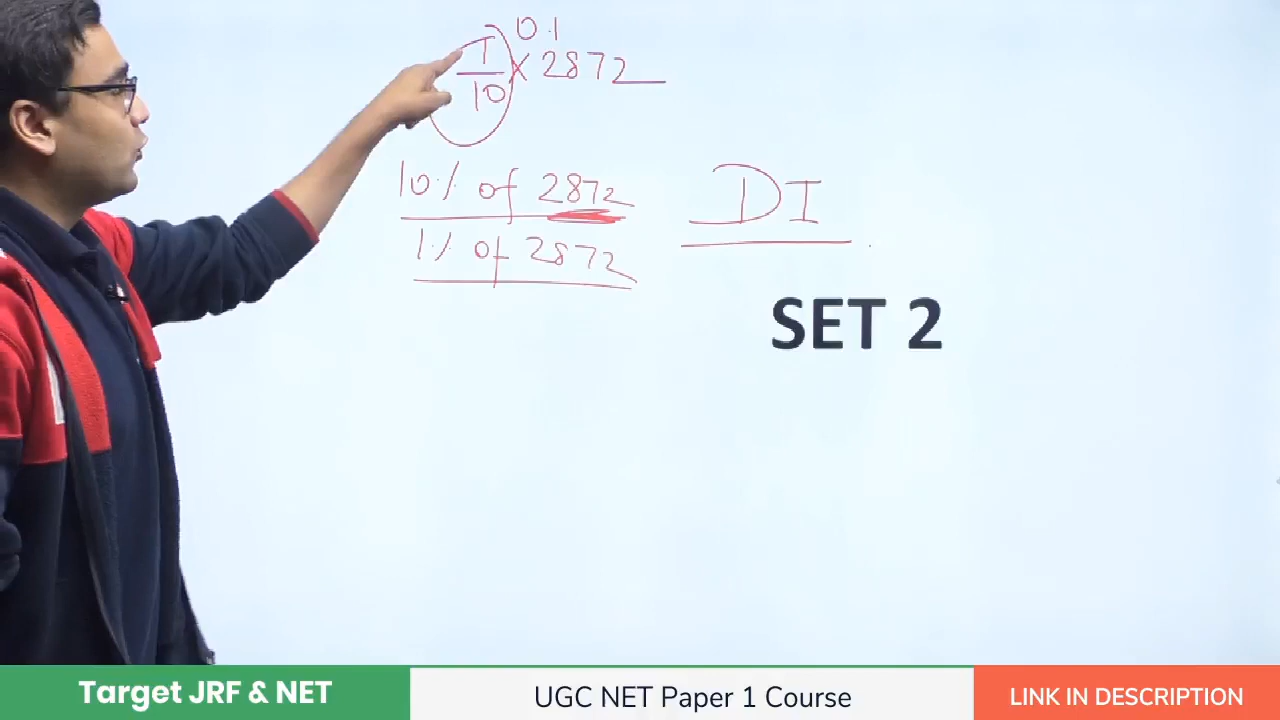 0.1
1/10 × 2872
10% of 2872
1% of 2872
DI
SET 2
Target JRF & NET
UGC NET Paper 1 Course
LINK IN DESCRIPTION